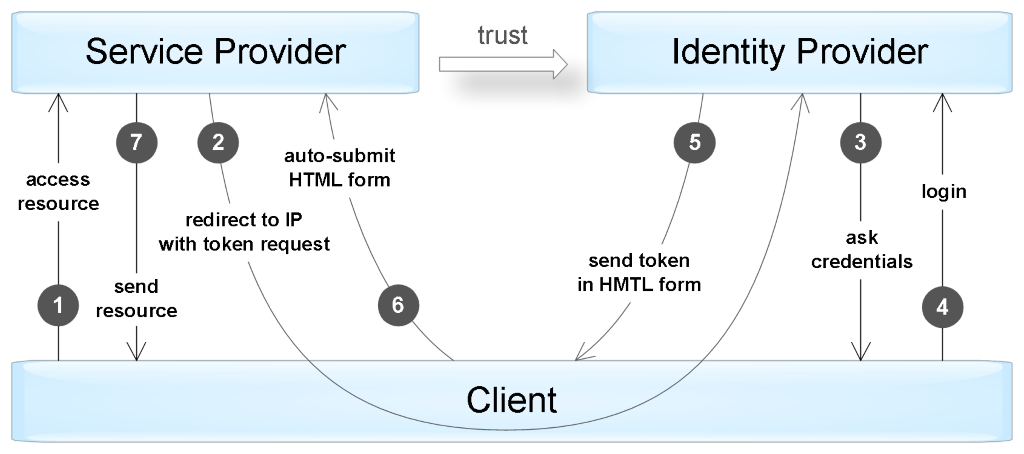 Service Provider
trust
Identity Provider
7
2
5
3
auto-submit
HTML form
access
resource
login
redirect to IP
with token request
ask
credentials
send token
in HMTL form
send
resource
1
6
4
Client